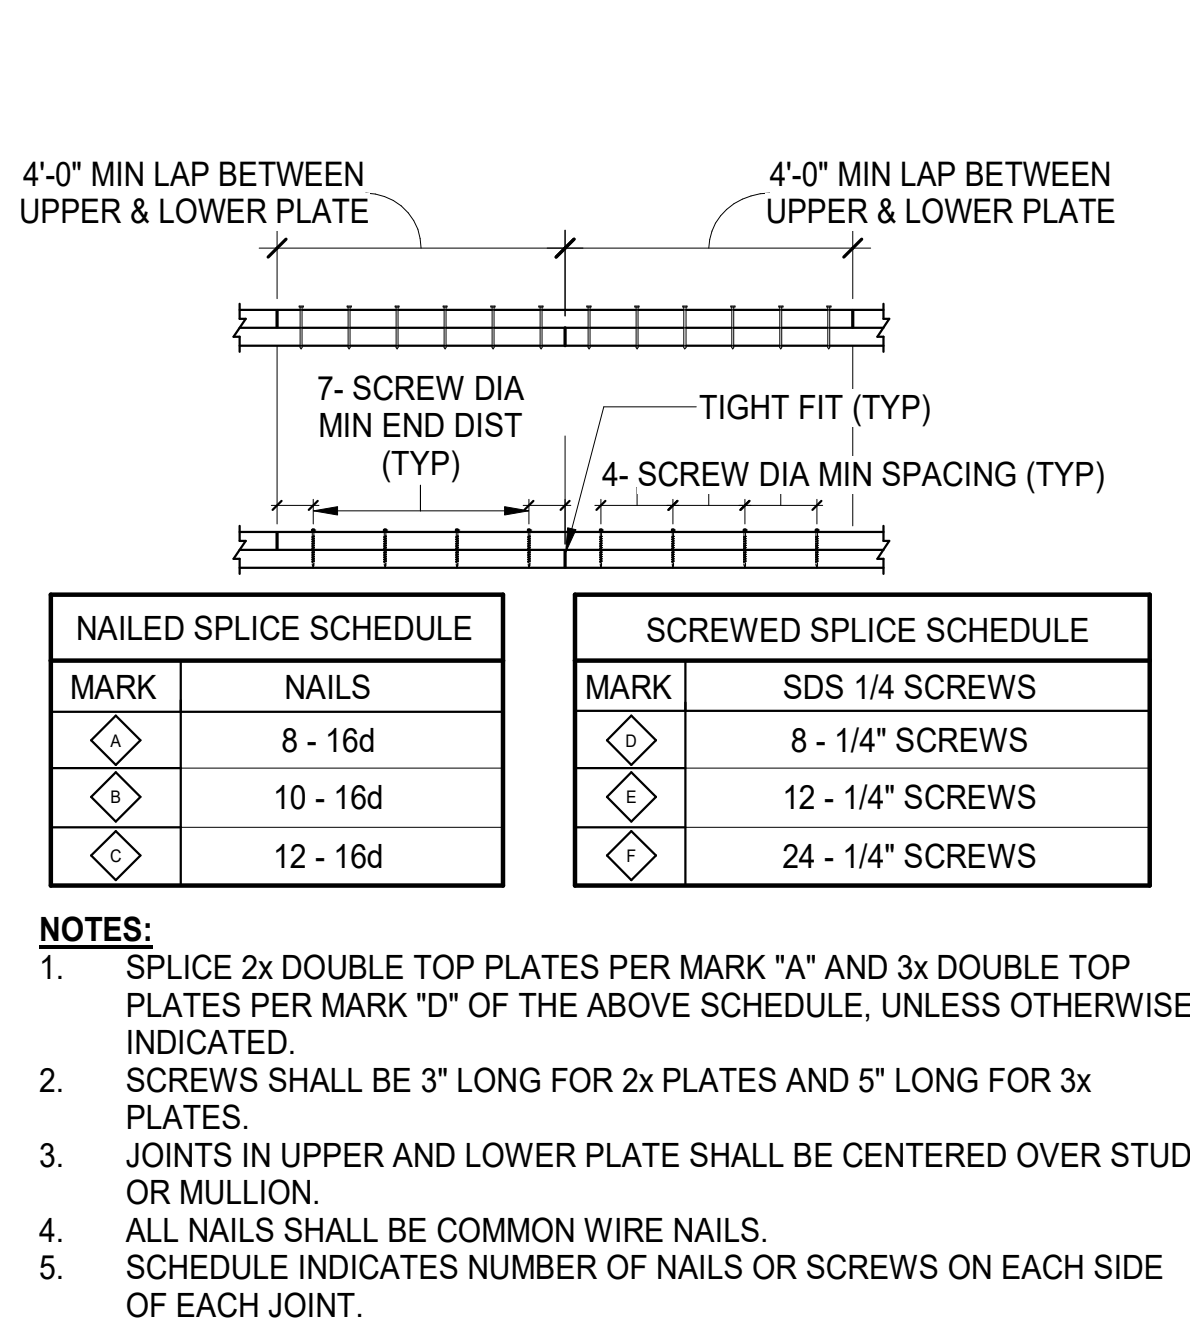 4'-0" MIN LAP BETWEEN
UPPER & LOWER PLATE
4'-0" MIN LAP BETWEEN
UPPER & LOWER PLATE
7- SCREW DIA
MIN END DIST
(TYP)
TIGHT FIT (TYP)
4- SCREW DIA MIN SPACING (TYP)
NAILED SPLICE SCHEDULE
MARK NAILS
A 8 - 16d
B 10 - 16d
C 12 - 16d
SCREWED SPLICE SCHEDULE
MARK SDS 1/4 SCREWS
D 8 - 1/4" SCREWS
E 12 - 1/4" SCREWS
F 24 - 1/4" SCREWS
NOTES:
1. SPLICE 2x DOUBLE TOP PLATES PER MARK "A" AND 3x DOUBLE TOP
PLATES PER MARK "D" OF THE ABOVE SCHEDULE, UNLESS OTHERWISE
INDICATED.
2. SCREWS SHALL BE 3" LONG FOR 2x PLATES AND 5" LONG FOR 3x
PLATES.
3. JOINTS IN UPPER AND LOWER PLATE SHALL BE CENTERED OVER STUD
OR MULLION.
4. ALL NAILS SHALL BE COMMON WIRE NAILS.
5. SCHEDULE INDICATES NUMBER OF NAILS OR SCREWS ON EACH SIDE
OF EACH JOINT.